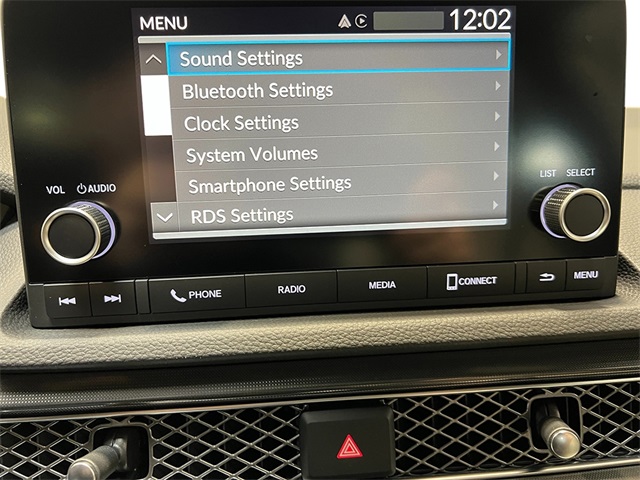 MENU 12:02
Sound Settings
Bluetooth Settings
Clock Settings
System Volumes
Smartphone Settings
RDS Settings
VOL AUDIO
LIST SELECT
PHONE RADIO MEDIA CONNECT MENU